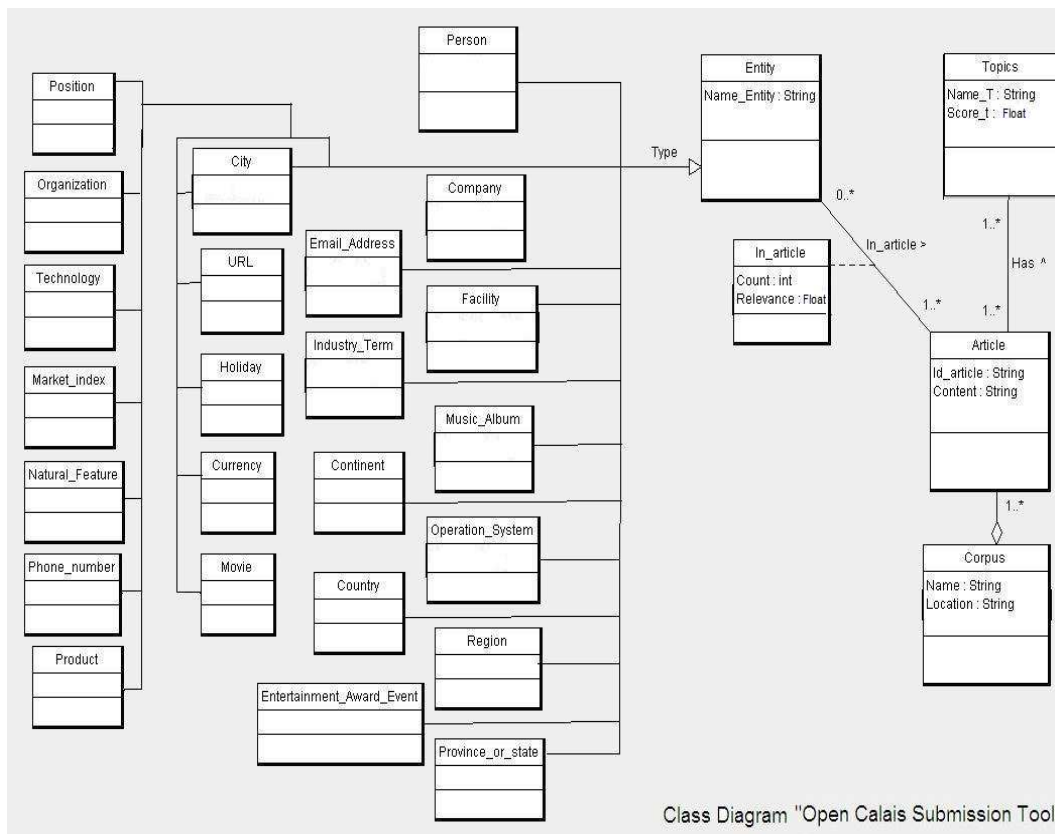 Person
Position
Organization
Technology
Market_index
Natural_Feature
Phone_number
Product
City
URL
Holiday
Currency
Movie
Email_Address
Industry_Term
Continent
Country
Entertainment_Award_Event
Company
Facility
Music_Album
Operation_System
Region
Province_or_state
Type
Entity
Name_Entity : String
Topics
Name_T : String
Score_t : Float
0..*
In_article >
1..*
In_article
Count : int
Relevance : Float
1..*
Has ^
1..*
Article
Id_article : String
Content : String
1..*
Corpus
Name : String
Location : String
Class Diagram "Open Calais Submission Tool